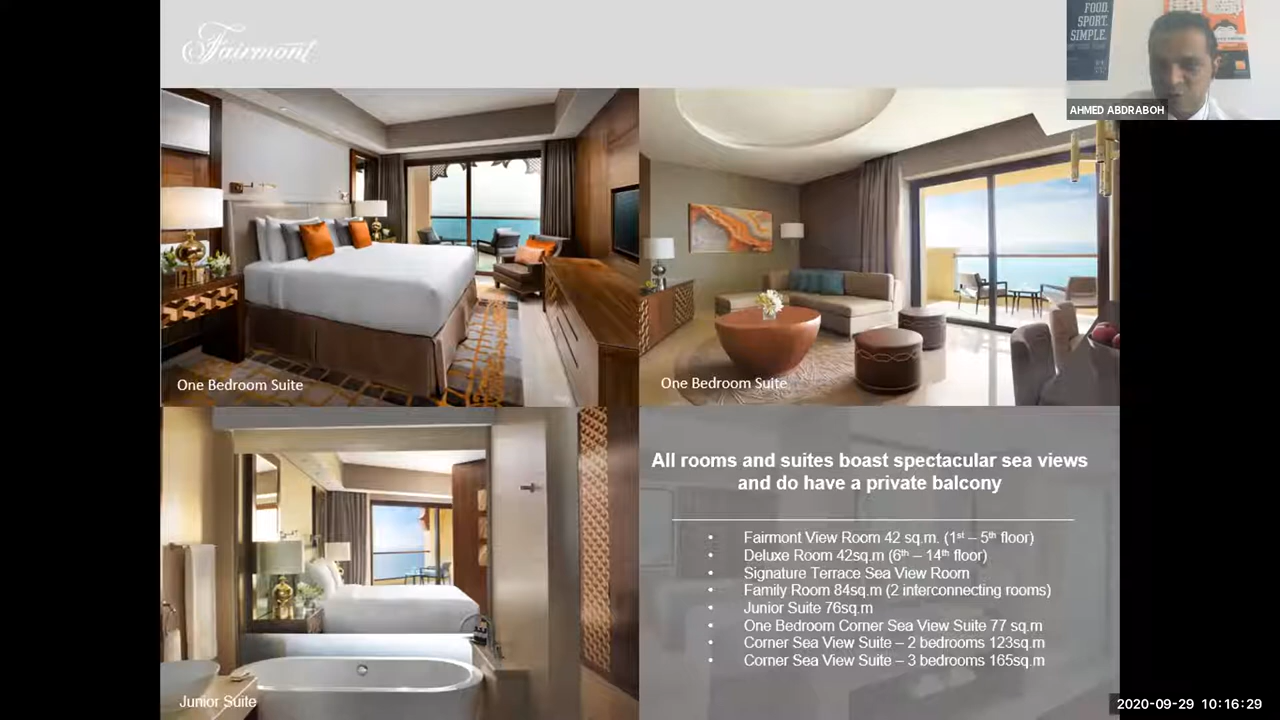 Fairmont
FOOD.
SPORT.
SIMPLE.
AHMED ABDRABOH
One Bedroom Suite
One Bedroom Suite
All rooms and suites boast spectacular sea views
and do have a private balcony
• Fairmont View Room 42 sq.m. (1st – 5th floor)
• Deluxe Room 42sq.m (6th – 14th floor)
• Signature Terrace Sea View Room
• Family Room 84sq.m (2 interconnecting rooms)
• Junior Suite 76sq.m
• One Bedroom Corner Sea View Suite 77 sq.m
• Corner Sea View Suite – 2 bedrooms 123sq.m
• Corner Sea View Suite – 3 bedrooms 165sq.m
Junior Suite
2020-09-29 10:16:29